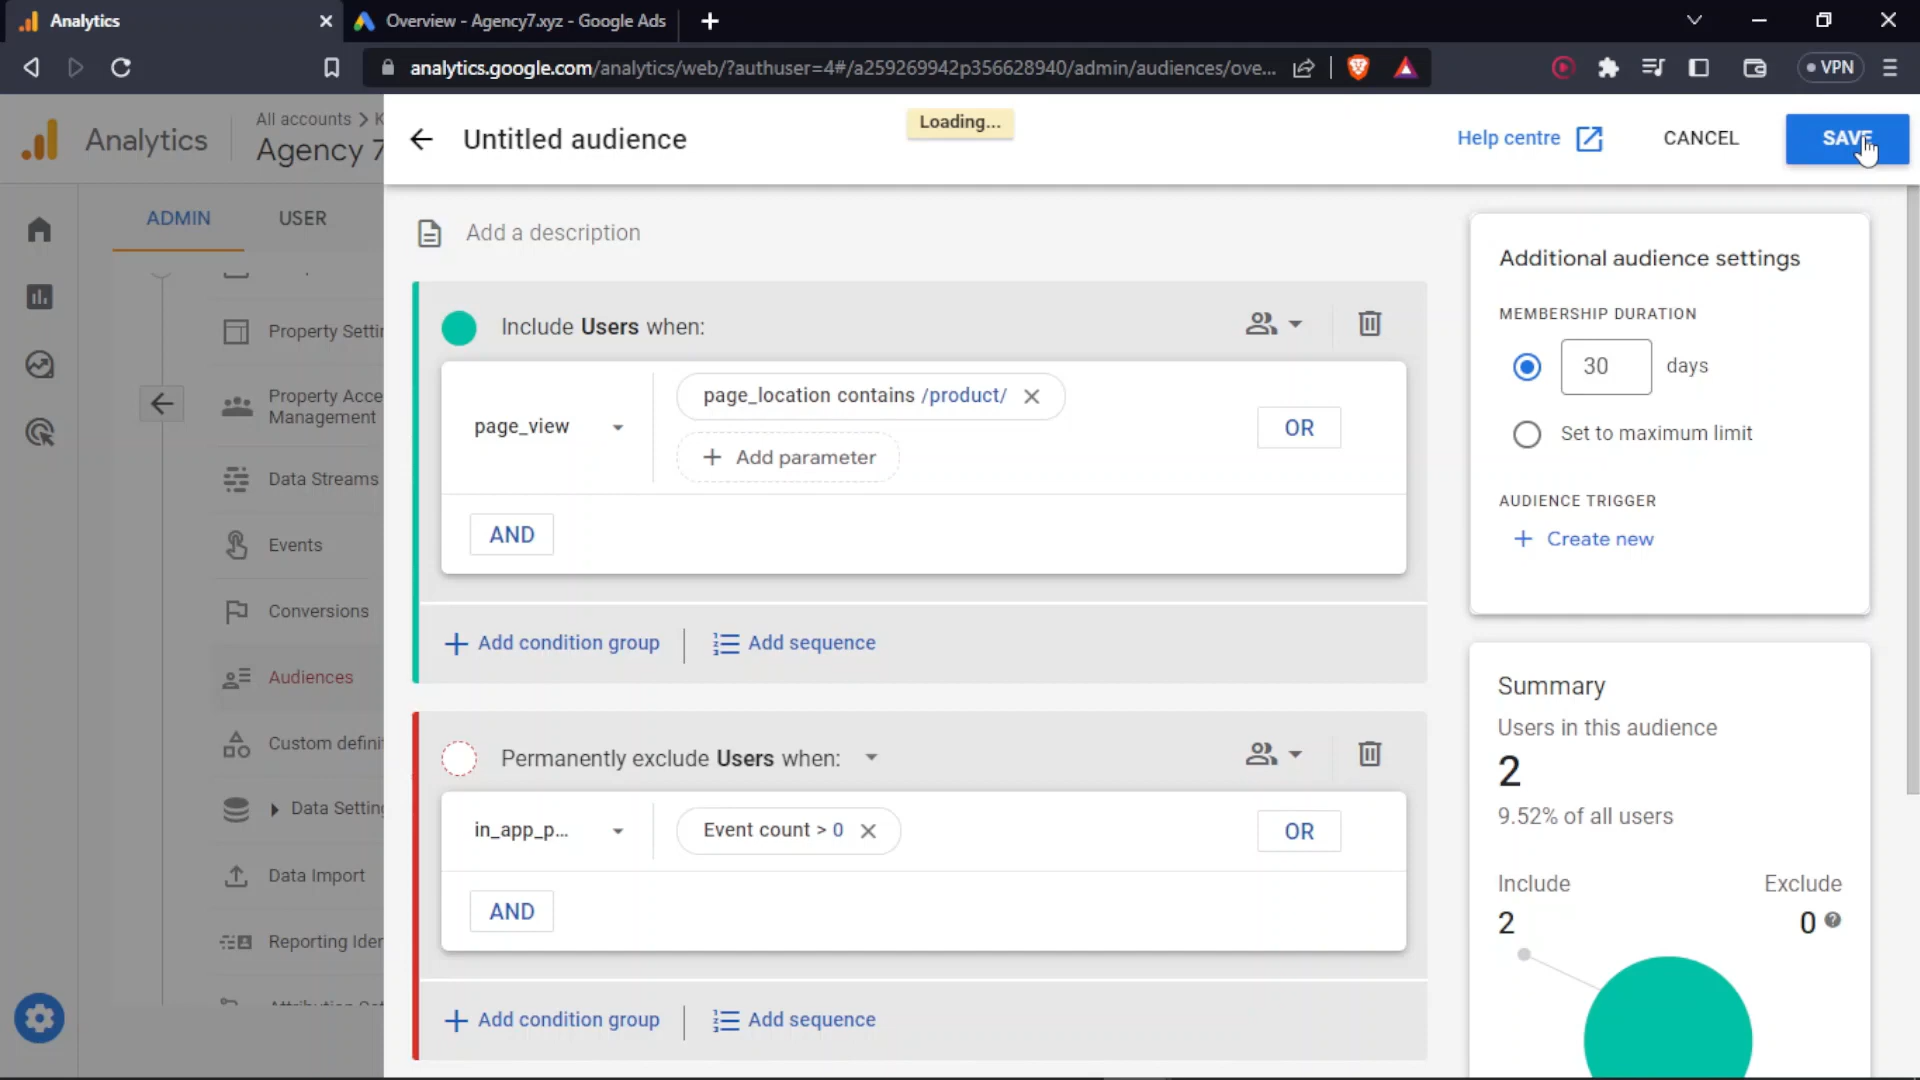 Analytics
Overview - Agency7.xyz - Google Ads
analytics.google.com/analytics/web/?authuser=4#/a259269942p356628940/admin/audiences/ove...
VPN
Analytics
All accounts > K
Agency 7
Untitled audience
Loading...
Help centre
CANCEL
SAVE
ADMIN
USER
Property Settin
Property Acce
Management
Data Streams
Events
Conversions
Audiences
Custom defini
Data Setting
Data Import
Reporting Iden
Add a description
Include Users when:
page_view
page_location contains /product/
Add parameter
OR
AND
Add condition group
Add sequence
Permanently exclude Users when:
in_app_p...
Event count > 0
OR
AND
Add condition group
Add sequence
Additional audience settings
MEMBERSHIP DURATION
30 days
Set to maximum limit
AUDIENCE TRIGGER
Create new
Summary
Users in this audience
2
9.52% of all users
Include
Exclude
2
0